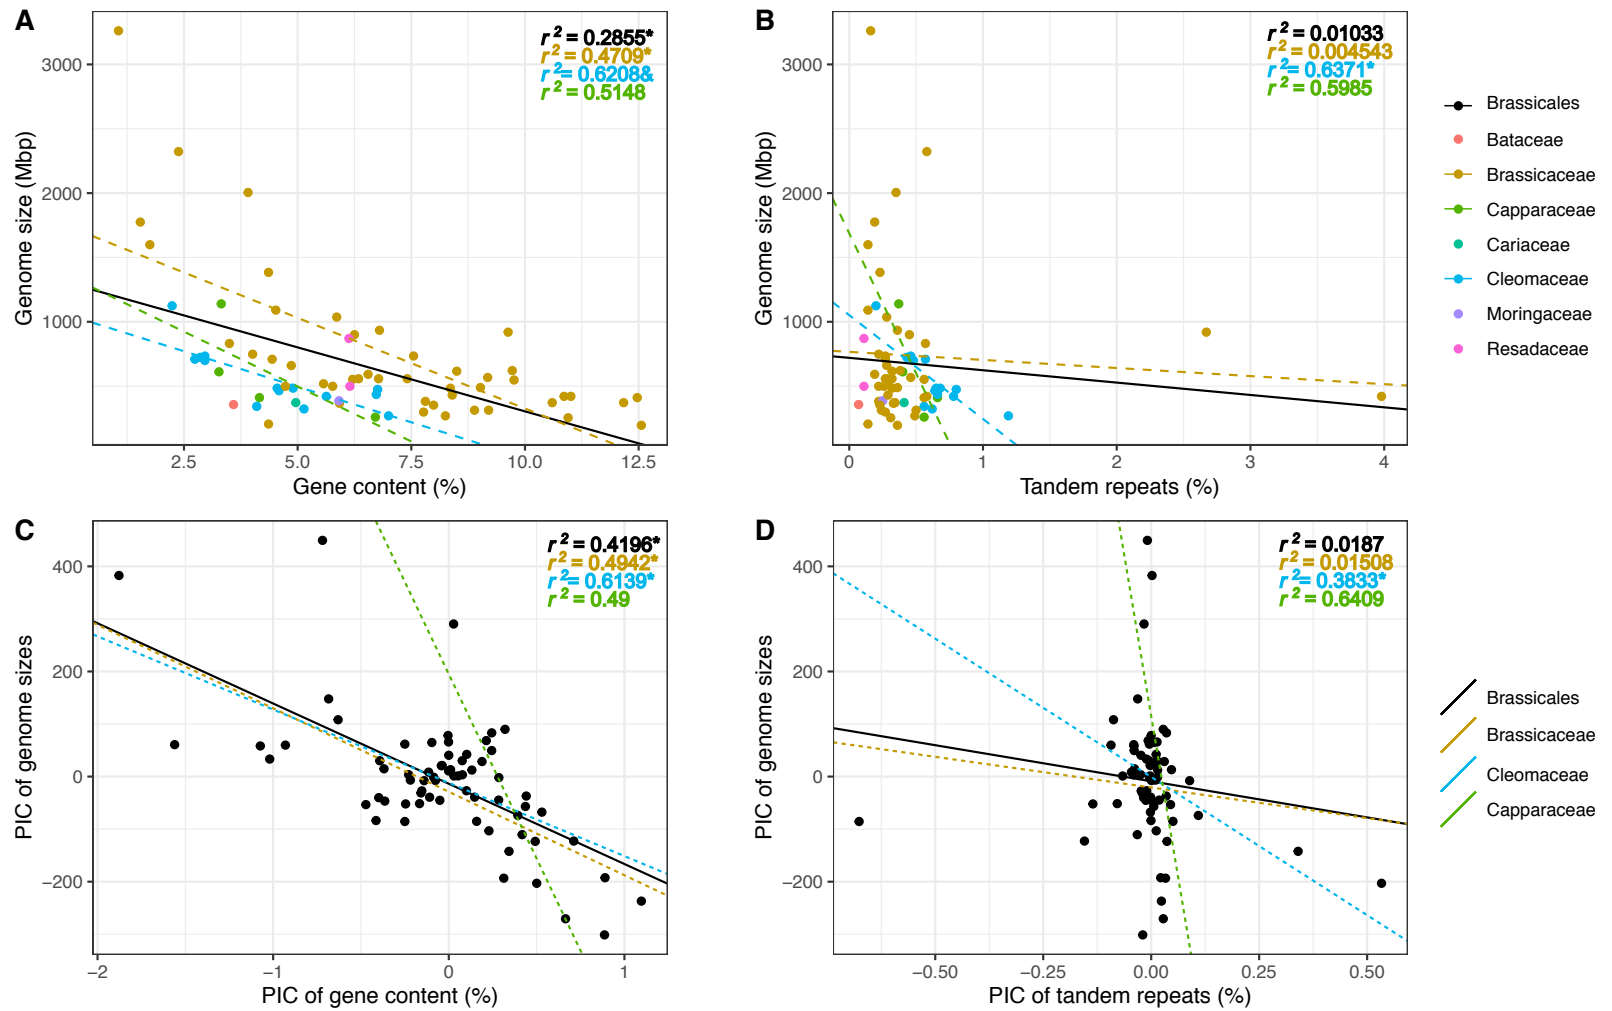 A
r² = 0.2855*
r² = 0.4709*
r²= 0.6208&
r² = 0.5148
Genome size (Mbp)
3000
2000
1000
2.5
5.0
7.5
10.0
12.5
Gene content (%)
B
r² = 0.01033
r² = 0.004543
r²= 0.6371*
r² = 0.5985
Genome size (Mbp)
3000
2000
1000
0
1
2
3
4
Tandem repeats (%)
Brassicales
Bataceae
Brassicaceae
Capparaceae
Cariaceae
Cleomaceae
Moringaceae
Resadaceae
C
r² = 0.4196*
r² = 0.4942*
r²= 0.6139*
r² = 0.49
PIC of genome sizes
400
200
0
−200
−2
−1
0
1
PIC of gene content (%)
D
r² = 0.0187
r² = 0.01508
r²= 0.3833*
r² = 0.6409
PIC of genome sizes
400
200
0
−200
−0.50
−0.25
0.00
0.25
0.50
PIC of tandem repeats (%)
Brassicales
Brassicaceae
Cleomaceae
Capparaceae